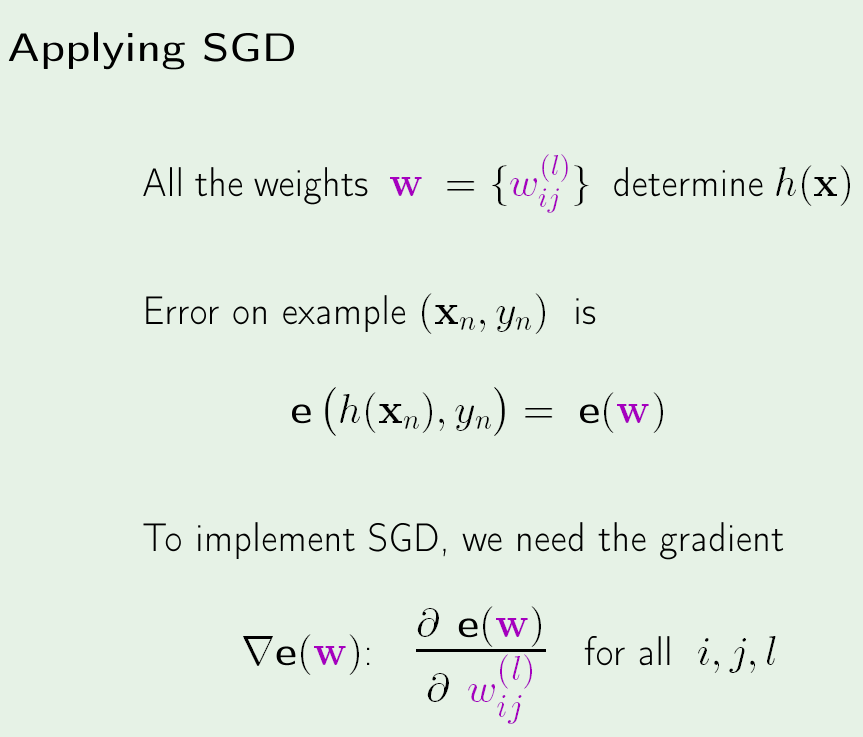 Applying SGD
All the weights w = {w_{ij}^{(l)}} determine h(x)
Error on example (x_n, y_n) is
e(h(x_n), y_n) = e(w)
To implement SGD, we need the gradient
∇e(w): ∂ e(w) / ∂ w_{ij}^{(l)} for all i, j, l